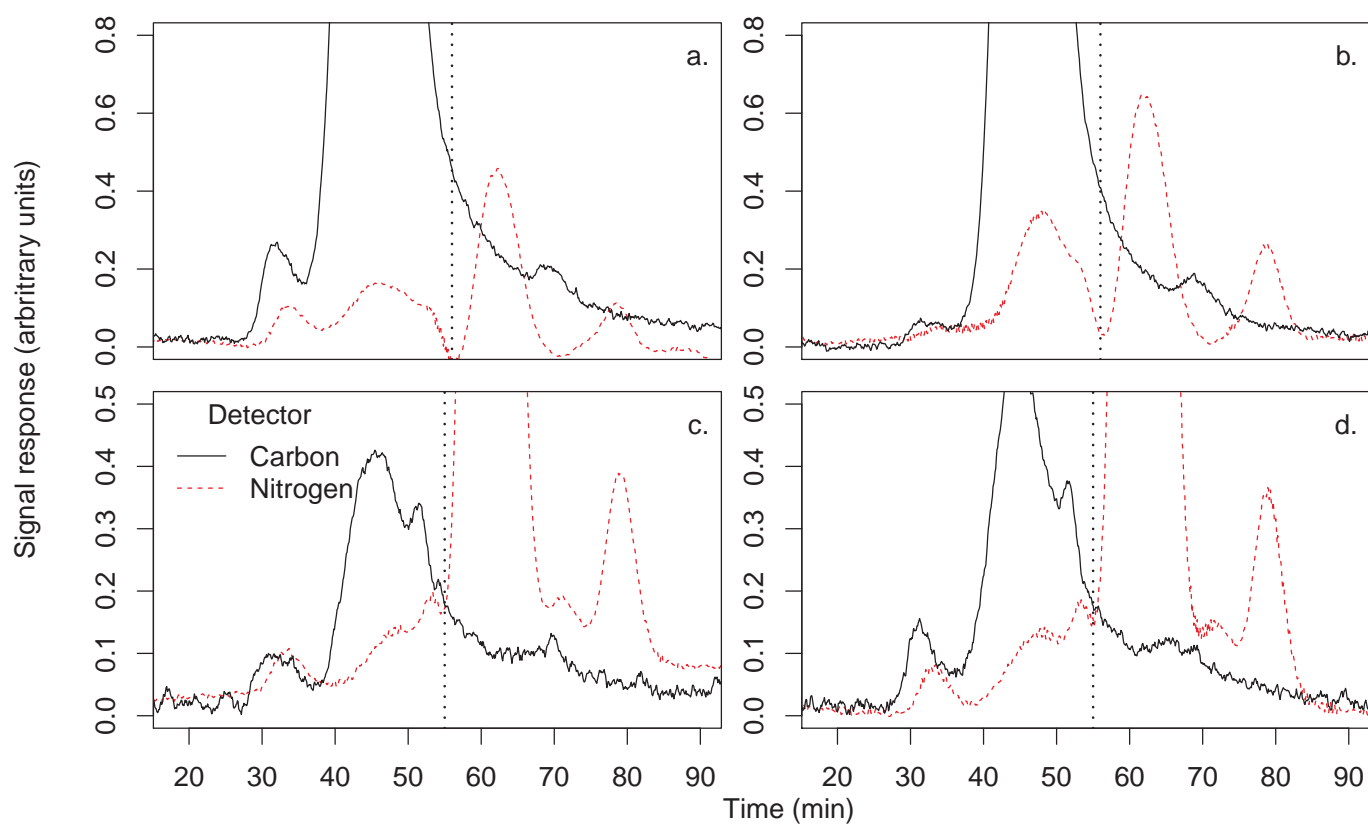 Signal response (arbritrary units)
0.0 0.2 0.4 0.6 0.8
a.
0.0 0.2 0.4 0.6 0.8
b.
0.0 0.1 0.2 0.3 0.4 0.5
Detector
Carbon
Nitrogen
c.
0.0 0.1 0.2 0.3 0.4 0.5
d.
20 30 40 50 60 70 80 90
20 30 40 50 60 70 80 90
Time (min)